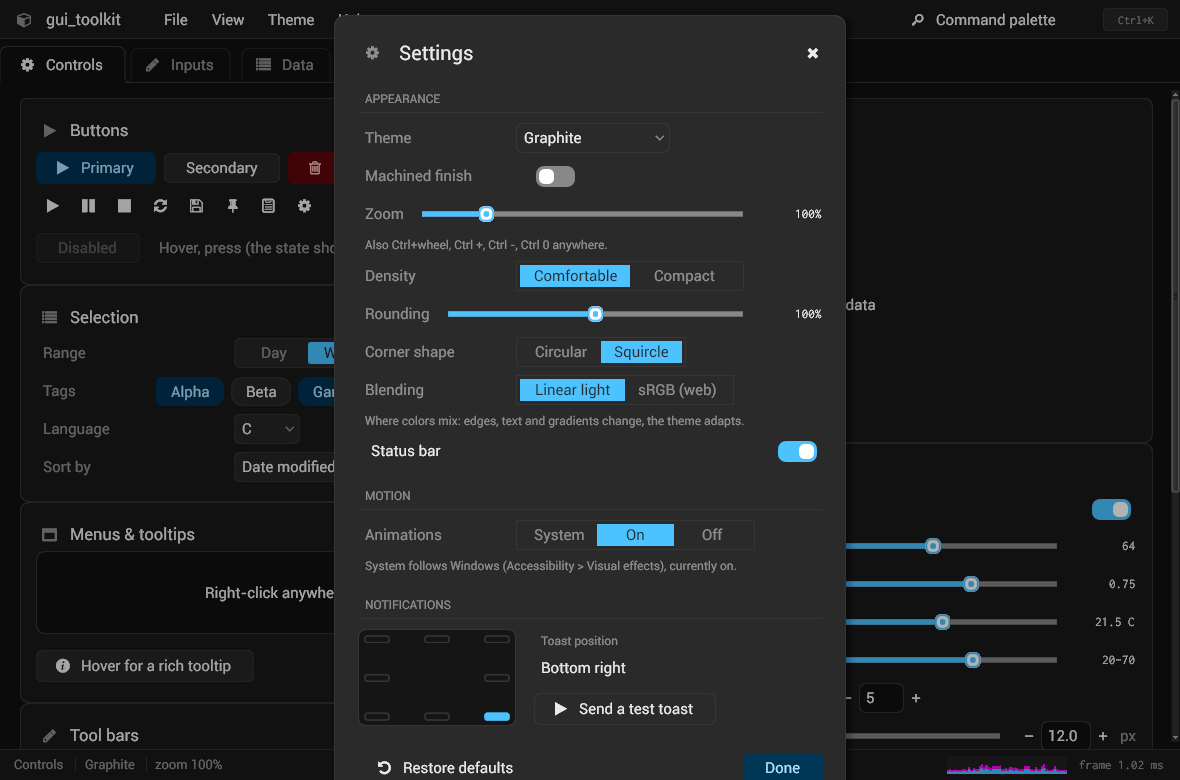 gui_toolkit File View Theme Command palette Ctrl+K
Controls Inputs Data
Settings
APPEARANCE
Buttons
Theme Graphite
Primary Secondary
Machined finish
Zoom 100%
Disabled Hover, press (the state sho
Also Ctrl+wheel, Ctrl +, Ctrl -, Ctrl 0 anywhere.
Density Comfortable Compact
data
Selection
Rounding 100%
Range Day W
Corner shape Circular Squircle
Tags Alpha Beta Gam
Blending Linear light sRGB (web)
Where colors mix: edges, text and gradients change, the theme adapts.
Language C
Status bar
Sort by Date modified
MOTION
Menus & tooltips
Animations System On Off
64
System follows Windows (Accessibility > Visual effects), currently on.
0.75
Right-click anywhe
NOTIFICATIONS
21.5 C
Toast position
Hover for a rich tooltip
Bottom right
20-70
- 5 +
Send a test toast
Tool bars
- 12.0 + px
Controls Graphite zoom 100%
Restore defaults Done
frame 1.02 ms